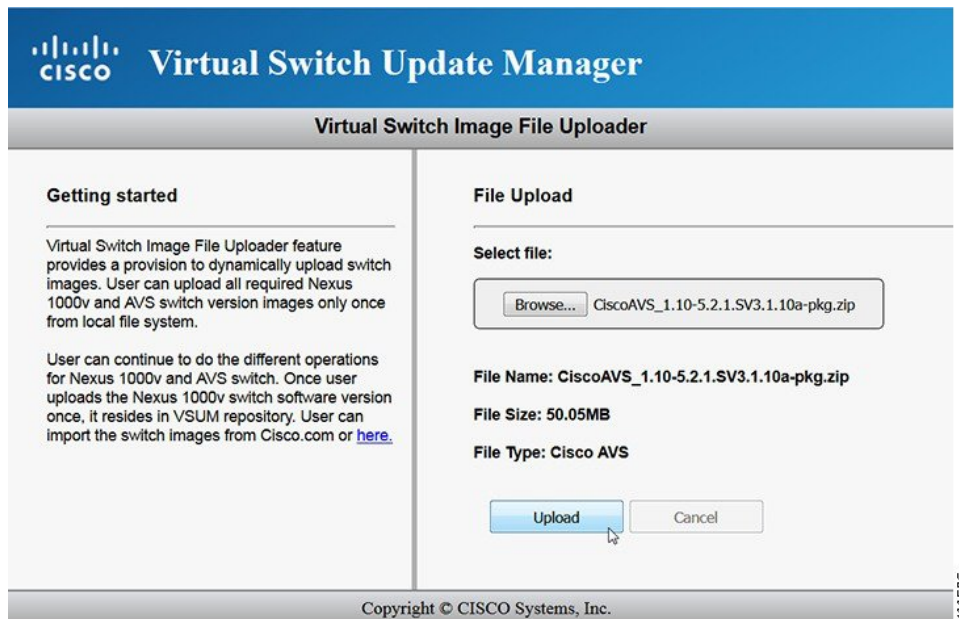 CISCO
Virtual Switch Update Manager
Virtual Switch Image File Uploader
Getting started
Virtual Switch Image File Uploader feature
provides a provision to dynamically upload switch
images. User can upload all required Nexus
1000v and AVS switch version images only once
from local file system.
User can continue to do the different operations
for Nexus 1000v and AVS switch. Once user
uploads the Nexus 1000v switch software version
once, it resides in VSUM repository. User can
import the switch images from Cisco.com or here.
File Upload
Select file:
Browse... CiscoAVS_1.10-5.2.1.SV3.1.10a-pkg.zip
File Name: CiscoAVS_1.10-5.2.1.SV3.1.10a-pkg.zip
File Size: 50.05MB
File Type: Cisco AVS
Upload Cancel
Copyright © CISCO Systems, Inc.